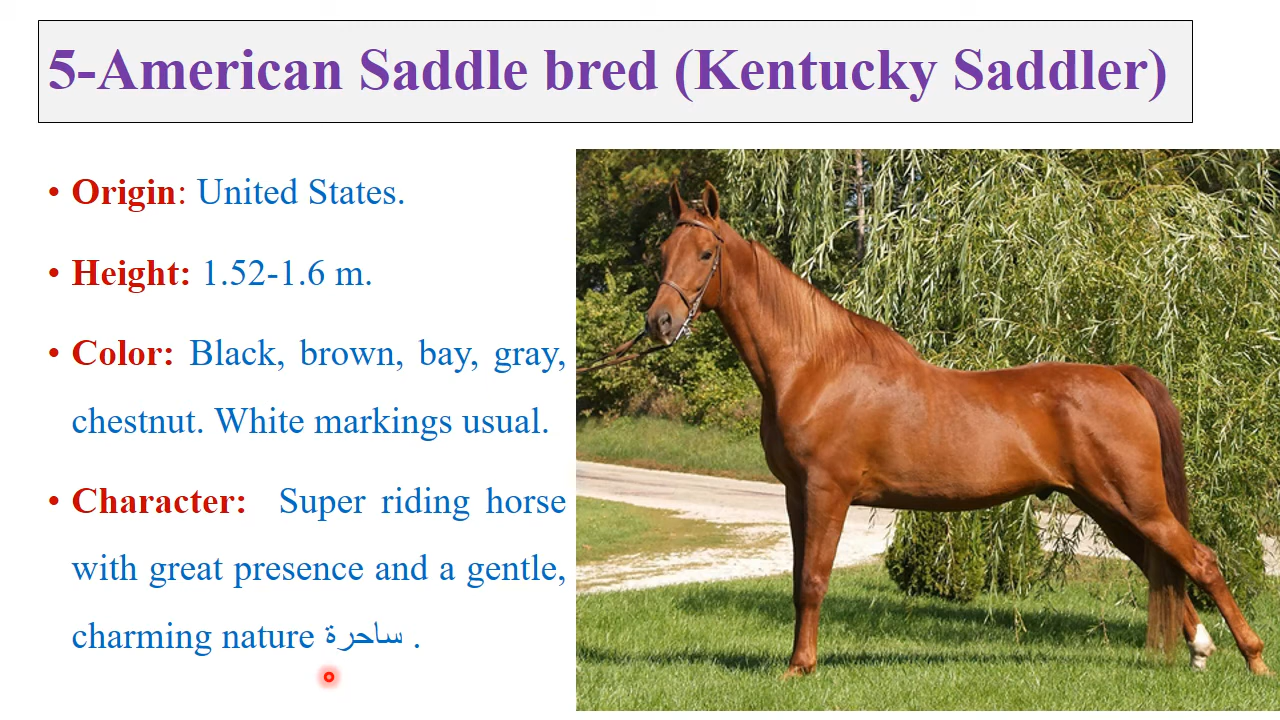 5-American Saddle bred (Kentucky Saddler)
• Origin: United States.
• Height: 1.52-1.6 m.
• Color: Black, brown, bay, gray,
chestnut. White markings usual.
• Character: Super riding horse
with great presence and a gentle,
charming nature ساحرة .